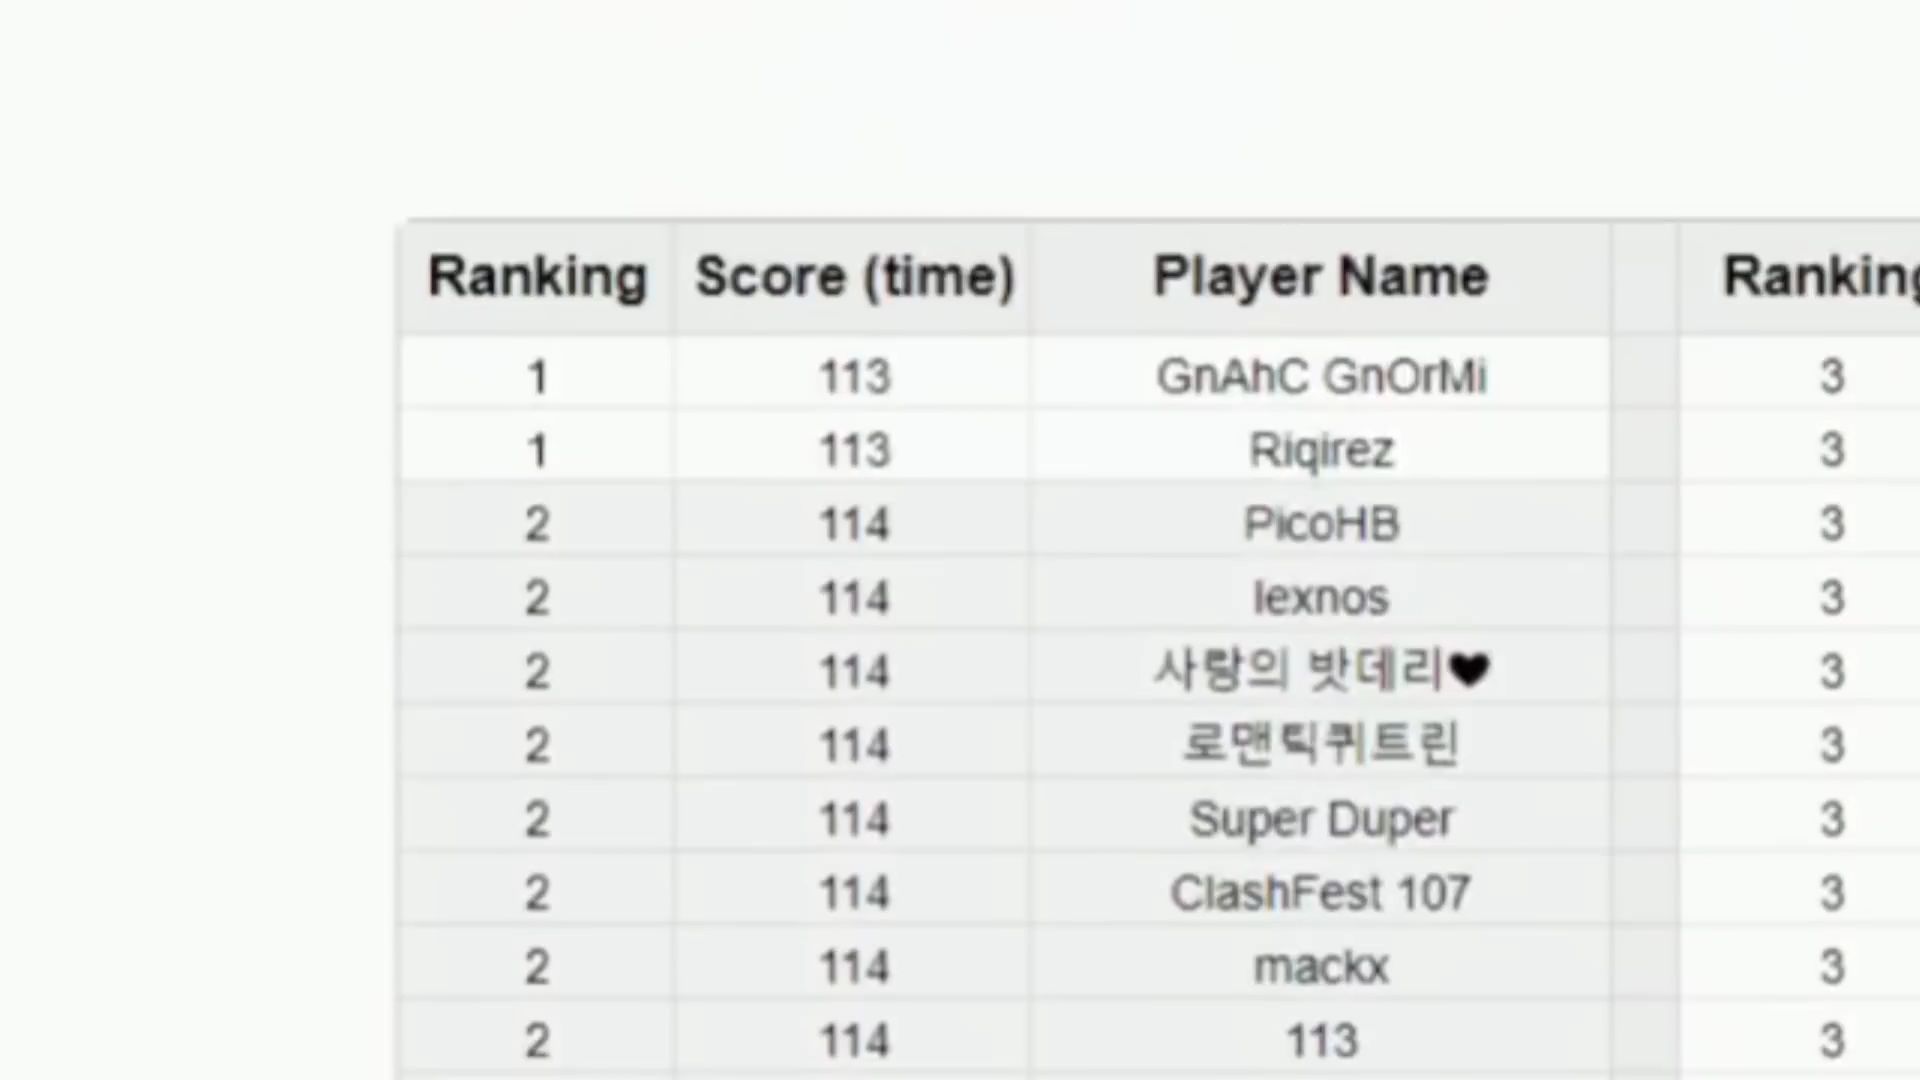 Ranking Score (time) Player Name Ranking
1 113 GnAhC GnOrMi 3
1 113 Riqirez 3
2 114 PicoHB 3
2 114 lexnos 3
2 114 사랑의 밧데리♥ 3
2 114 로맨틱퀴트린 3
2 114 Super Duper 3
2 114 ClashFest 107 3
2 114 mackx 3
2 114 113 3